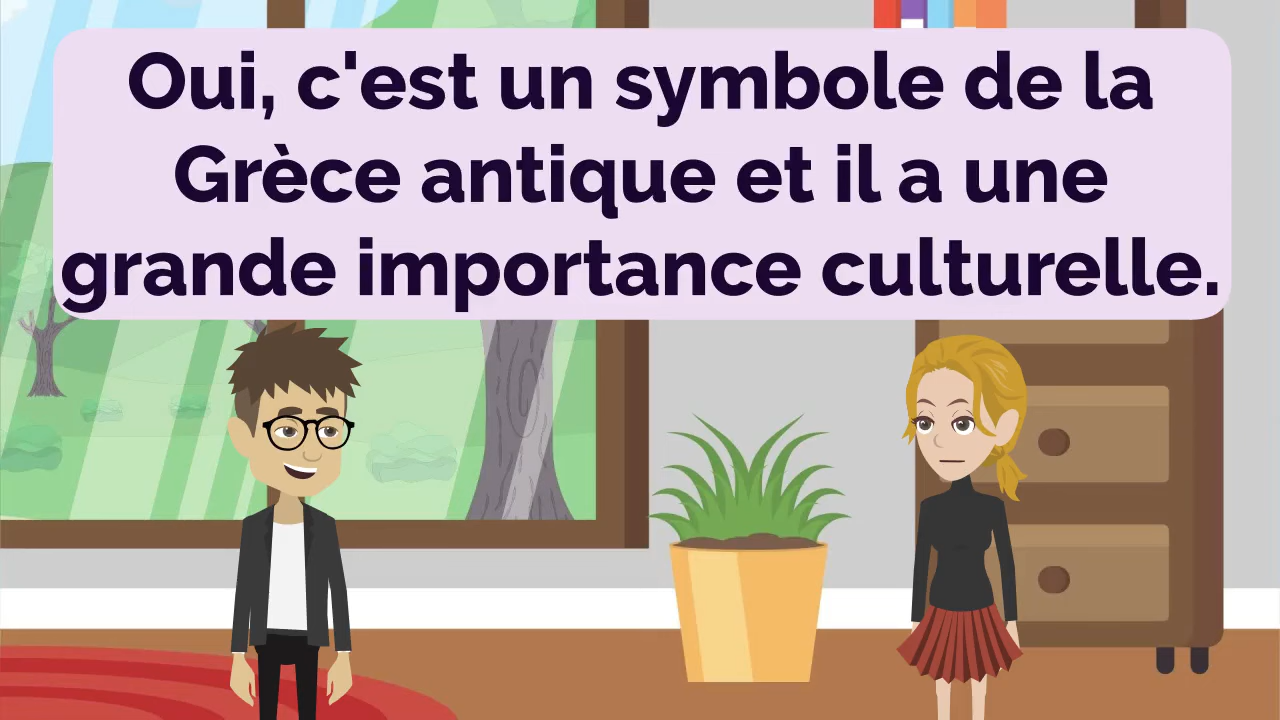 Oui, c'est un symbole de la
Grèce antique et il a une
grande importance culturelle.